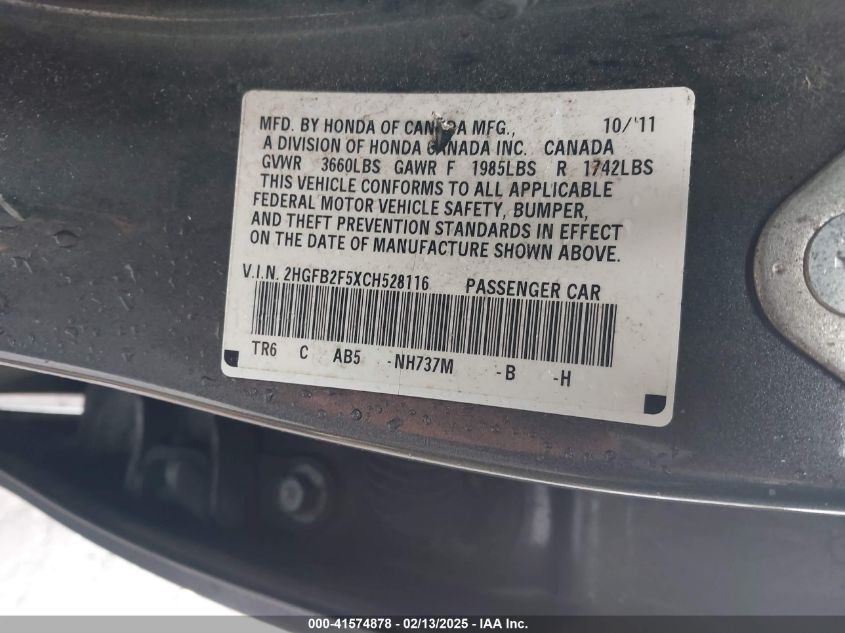 MFD. BY HONDA OF CANADA MFG., 10/'11
A DIVISION OF HONDA CANADA INC. CANADA
GVWR 3660LBS GAWR F 1985LBS R 1742LBS
THIS VEHICLE CONFORMS TO ALL APPLICABLE
FEDERAL MOTOR VEHICLE SAFETY, BUMPER,
AND THEFT PREVENTION STANDARDS IN EFFECT
ON THE DATE OF MANUFACTURE SHOWN ABOVE.
V.I.N. 2HGFB2F5XCH528116 PASSENGER CAR
TR6 C AB5 -NH737M -B -H
000-41574878 - 02/13/2025 - IAA Inc.